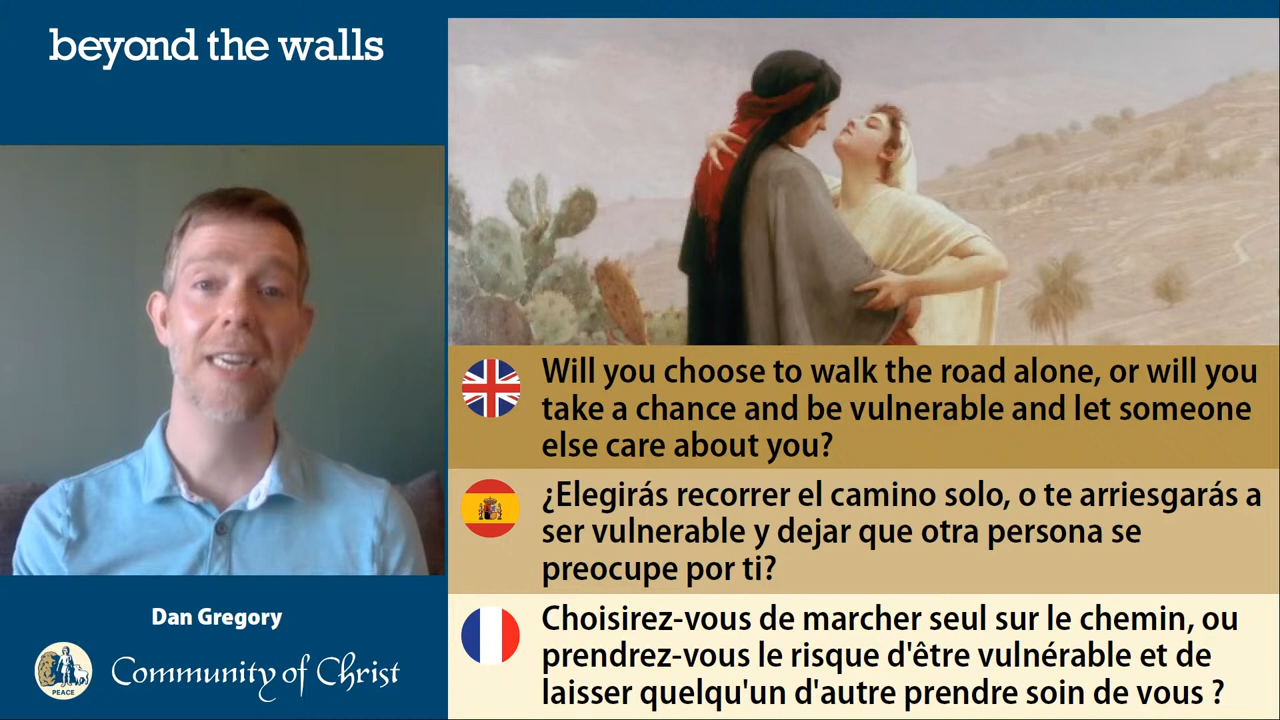 beyond the walls
Will you choose to walk the road alone, or will you
take a chance and be vulnerable and let someone
else care about you?
¿Elegirás recorrer el camino solo, o te arriesgarás a
ser vulnerable y dejar que otra persona se
preocupe por ti?
Choisirez-vous de marcher seul sur le chemin, ou
prendrez-vous le risque d'être vulnérable et de
laisser quelqu'un d'autre prendre soin de vous ?
Dan Gregory
PEACE
Community of Christ